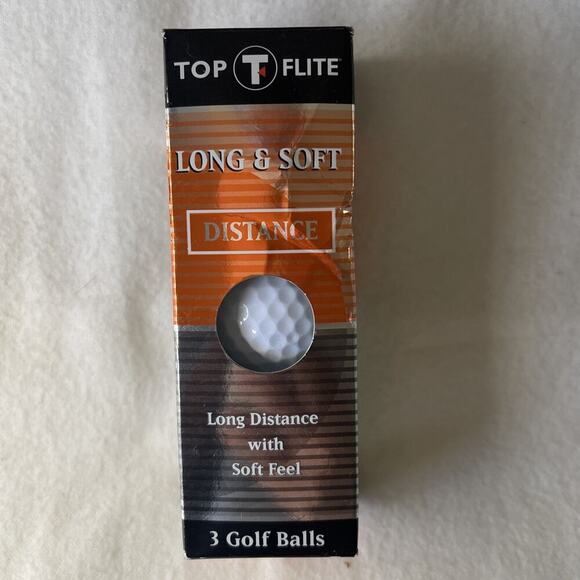 TOP T FLITE
LONG & SOFT
DISTANCE
Long Distance
with
Soft Feel
3 Golf Balls